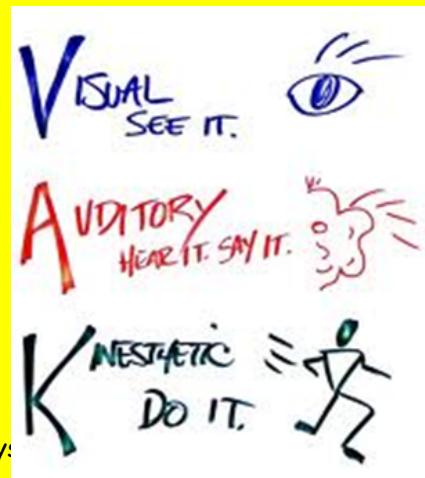 VISUAL
SEE IT.
AUDITORY
HEAR IT. SAY IT.
KINESTHETIC
DO IT.